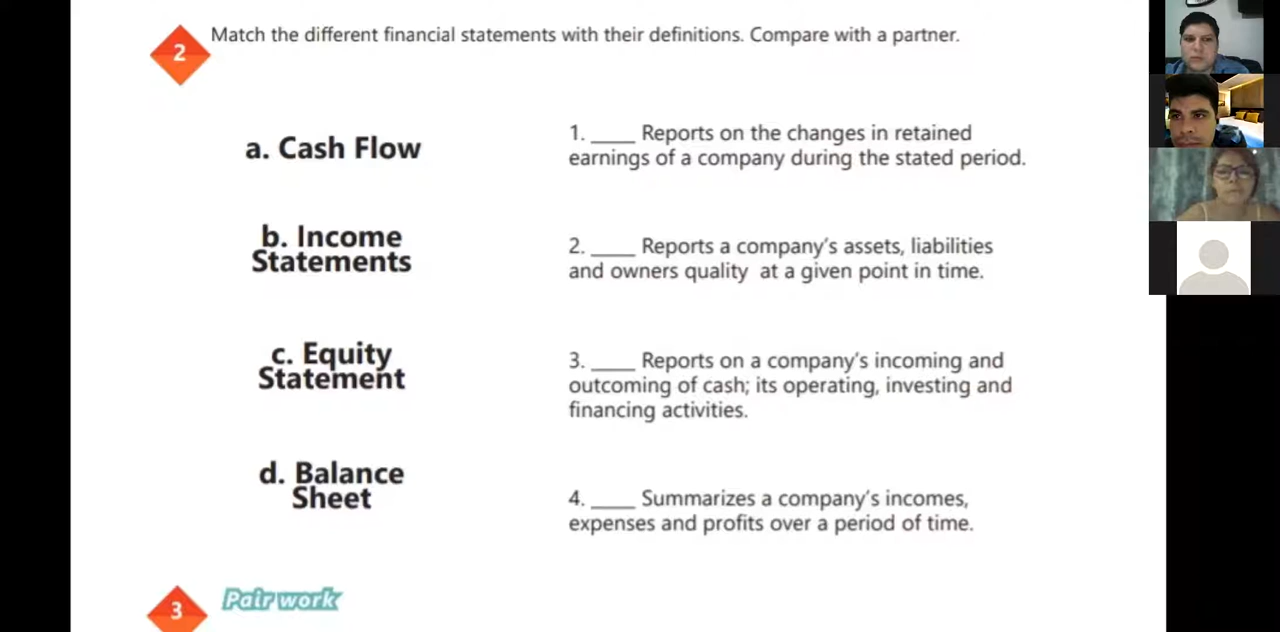 2
Match the different financial statements with their definitions. Compare with a partner.
a. Cash Flow
1. ____ Reports on the changes in retained
earnings of a company during the stated period.
b. Income
Statements
2. ____ Reports a company's assets, liabilities
and owners quality at a given point in time.
c. Equity
Statement
3. ____ Reports on a company's incoming and
outcoming of cash; its operating, investing and
financing activities.
d. Balance
Sheet
4. ____ Summarizes a company's incomes,
expenses and profits over a period of time.
3
Pair work